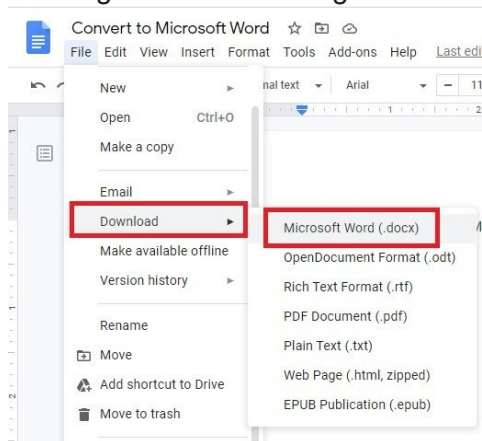 Convert to Microsoft Word
File Edit View Insert Format Tools Add-ons Help
nal text Arial 11
1 2
New
Open Ctrl+O
Make a copy
Email
Download
Make available offline
Version history
Rename
Move
Add shortcut to Drive
Move to trash
Microsoft Word (.docx)
OpenDocument Format (.odt)
Rich Text Format (.rtf)
PDF Document (.pdf)
Plain Text (.txt)
Web Page (.html, zipped)
EPUB Publication (.epub)